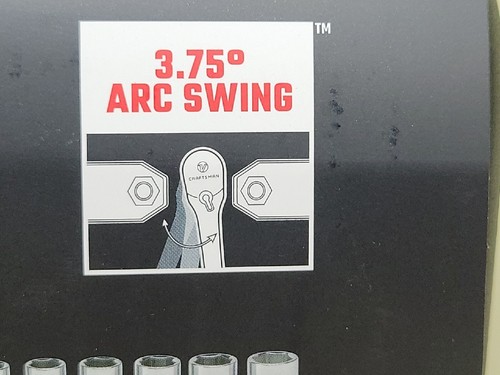 ™
3.75°
ARC SWING
CRAFTSMAN